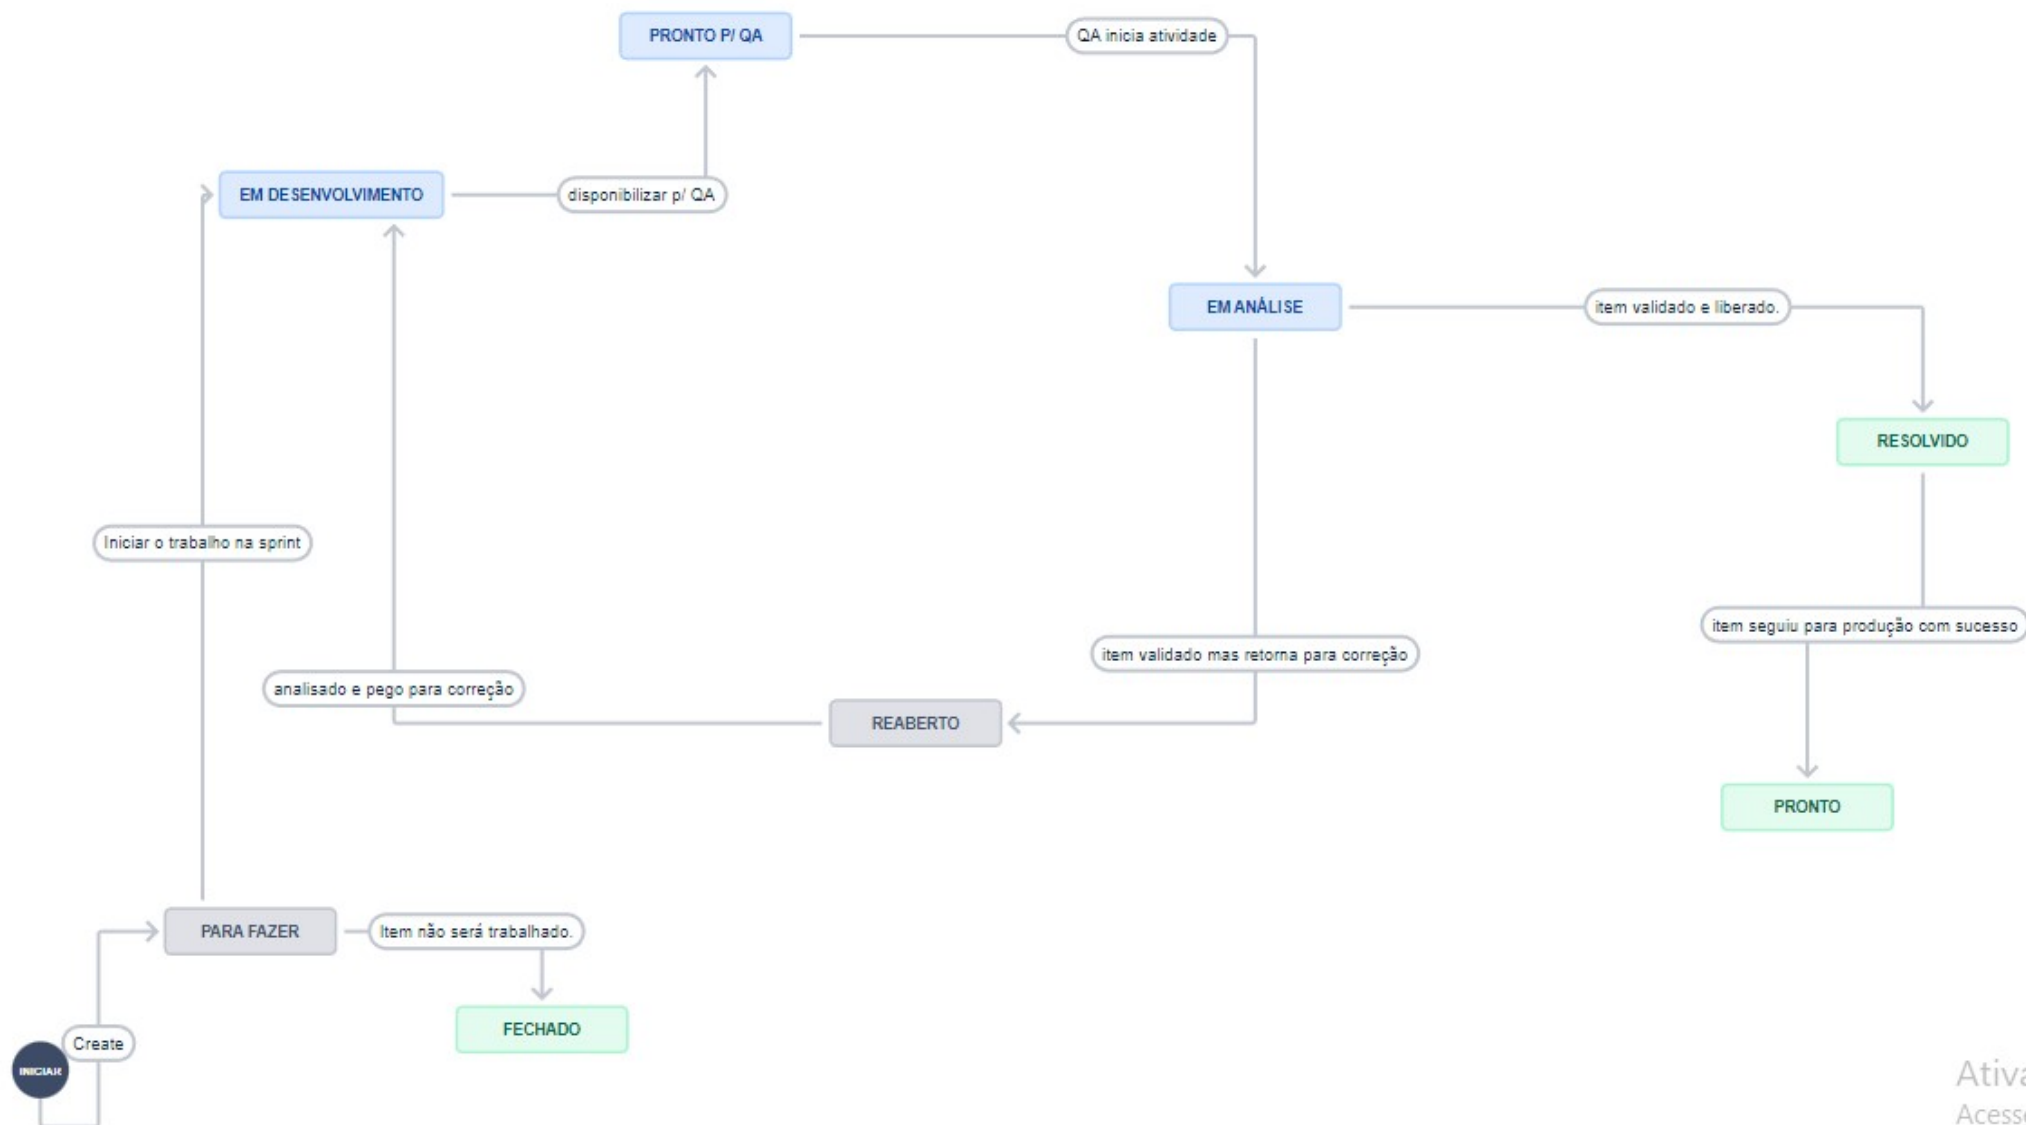 PRONTO P/ QA
QA inicia atividade
EM DESENVOLVIMENTO
disponibilizar p/ QA
EM ANÁLISE
item validado e liberado.
RESOLVIDO
Iniciar o trabalho na sprint
item seguiu para produção com sucesso
item validado mas retorna para correção
analisado e pego para correção
REABERTO
PRONTO
PARA FAZER
Item não será trabalhado.
FECHADO
Create
INICIAR